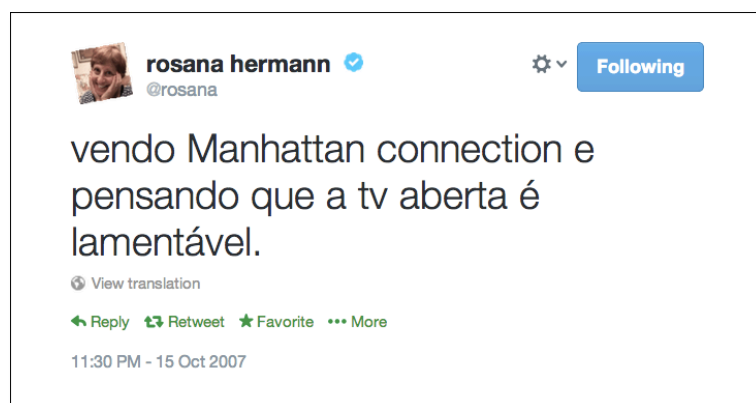 rosana hermann
Following
@rosana
vendo Manhattan connection e
pensando que a tv aberta é
lamentável.
View translation
Reply Retweet Favorite ••• More
11:30 PM - 15 Oct 2007